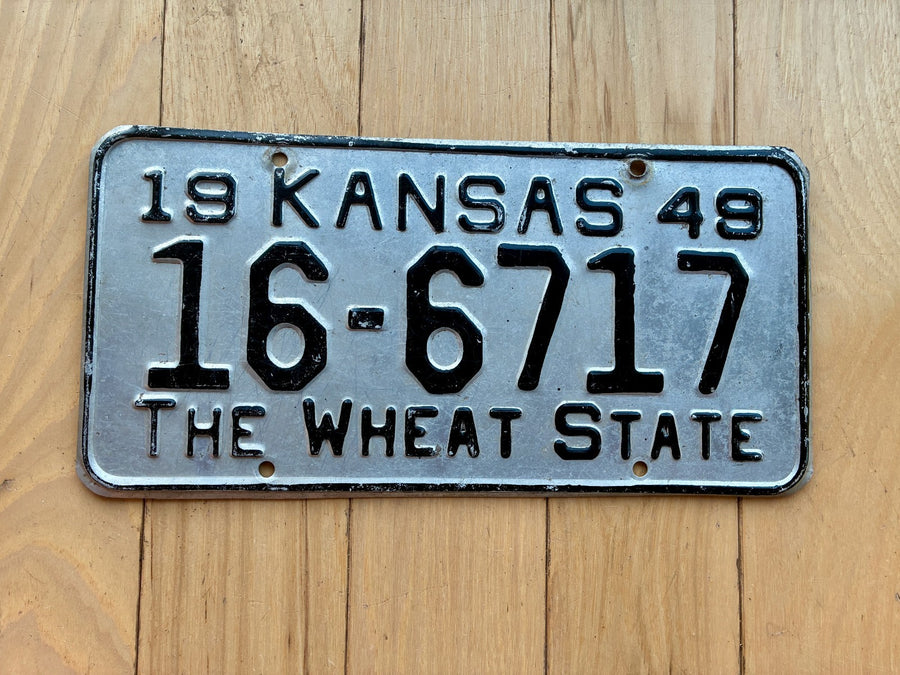 19 KANSAS 49
16-6717
THE WHEAT STATE